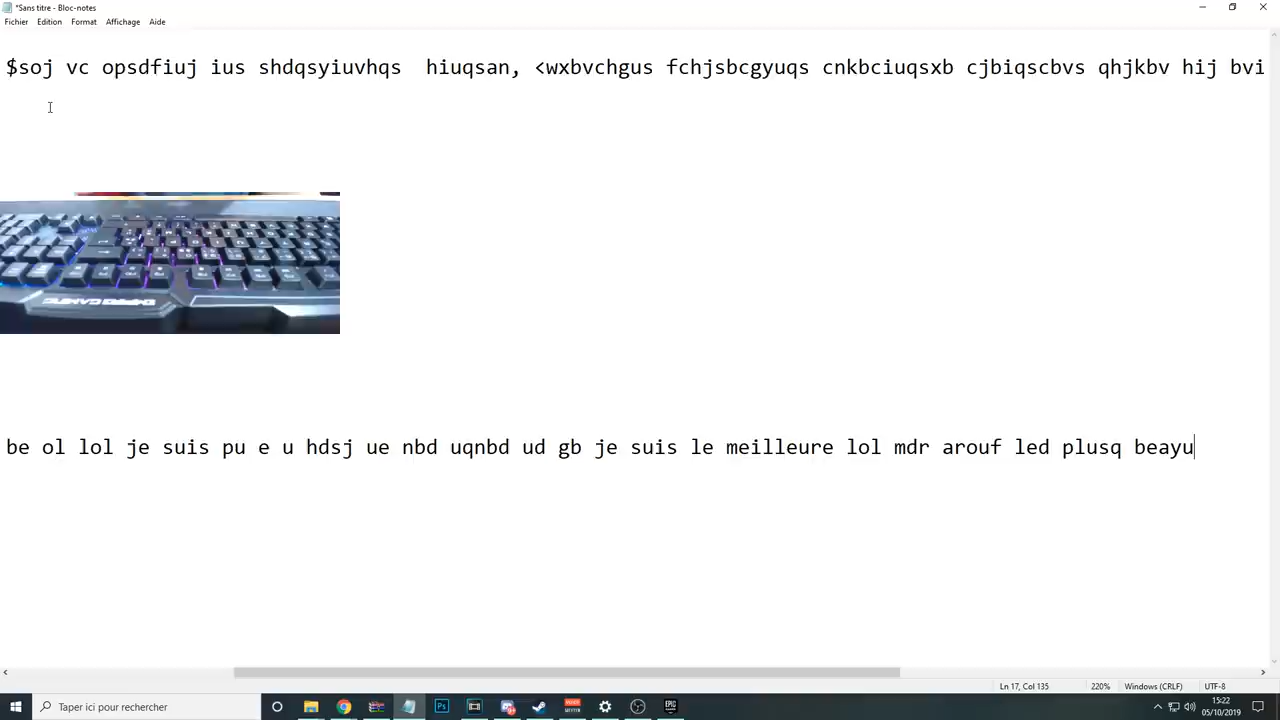 *Sans titre - Bloc-notes
Fichier Edition Format Affichage Aide
$soj vc opsdfiuj ius shdqsyiuvhqs  hiuqsan, <wxbvchgus fchjsbcgyuqs cnkbciuqsxb cjbiqscbvs qhjkbv hij bvi
be ol lol je suis pu e u hdsj ue nbd uqnbd ud gb je suis le meilleure lol mdr arouf led plusq beayu
Ln 17, Col 135 220% Windows (CRLF) UTF-8
Taper ici pour rechercher
15:22
05/10/2019